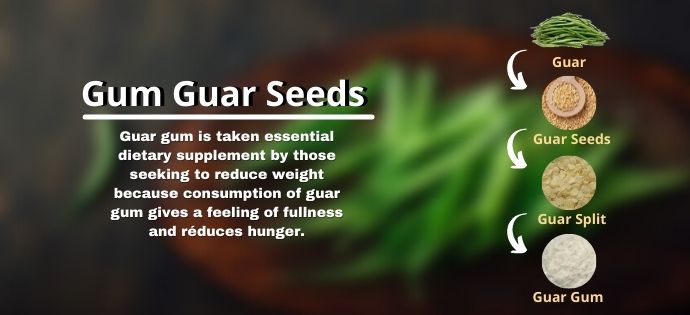 Gum Guar Seeds
Guar gum is taken essential
dietary supplement by those
seeking to reduce weight
because consumption of guar
gum gives a feeling of fullness
and réduces hunger.
Guar
Guar Seeds
Guar Split
Guar Gum